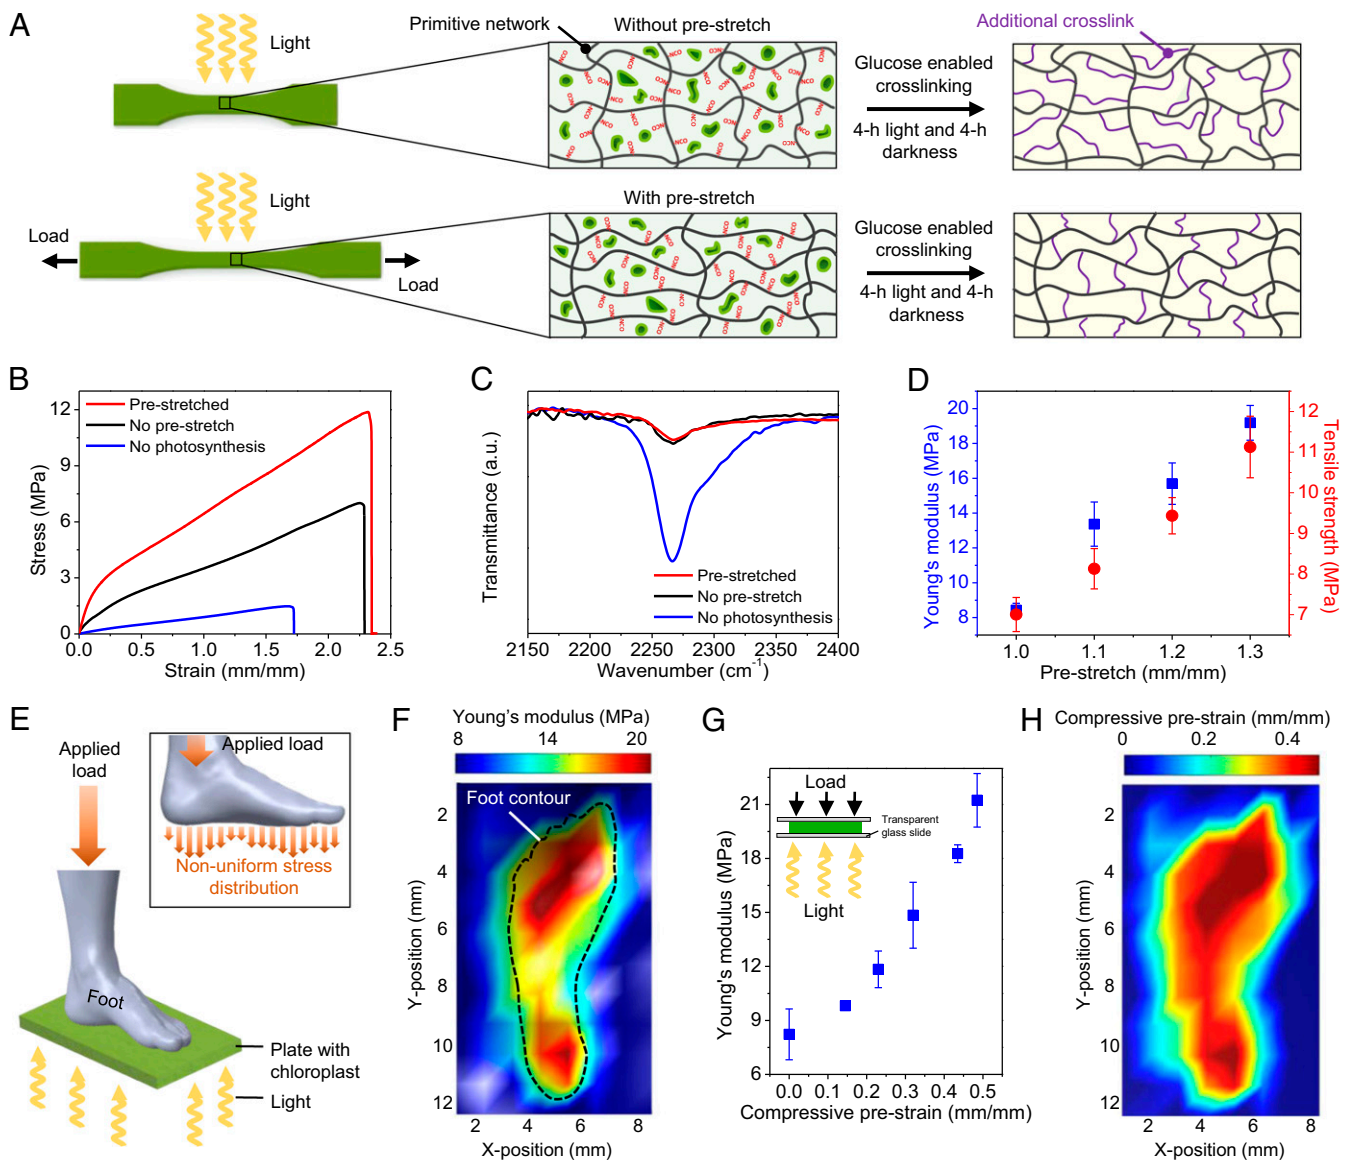 A
Light
Primitive network
Without pre-stretch
NCO
Glucose enabled
crosslinking
4-h light and 4-h
darkness
Additional crosslink
Light
Load
Load
With pre-stretch
NCO
Glucose enabled
crosslinking
4-h light and 4-h
darkness
B
Stress (MPa)
12
9
6
3
0
Pre-stretched
No pre-stretch
No photosynthesis
0.0 0.5 1.0 1.5 2.0 2.5
Strain (mm/mm)
C
Transmittance (a.u.)
Pre-stretched
No pre-stretch
No photosynthesis
2150 2200 2250 2300 2350 2400
Wavenumber (cm-1)
D
Young's modulus (MPa)
20
18
16
14
12
10
8
12
11
10
9
8
7
Tensile strength (MPa)
1.0 1.1 1.2 1.3
Pre-stretch (mm/mm)
E
Applied
load
Applied load
Non-uniform stress
distribution
Foot
Plate with
chloroplast
Light
F
Young's modulus (MPa)
8 14 20
Foot contour
Y-position (mm)
2
4
6
8
10
12
2 4 6 8
X-position (mm)
G
Young's modulus (MPa)
21
18
15
12
9
6
Load
Transparent
glass slide
Light
0.0 0.1 0.2 0.3 0.4 0.5
Compressive pre-strain (mm/mm)
H
Compressive pre-strain (mm/mm)
0 0.2 0.4
Y-position (mm)
2
4
6
8
10
12
2 4 6 8
X-position (mm)